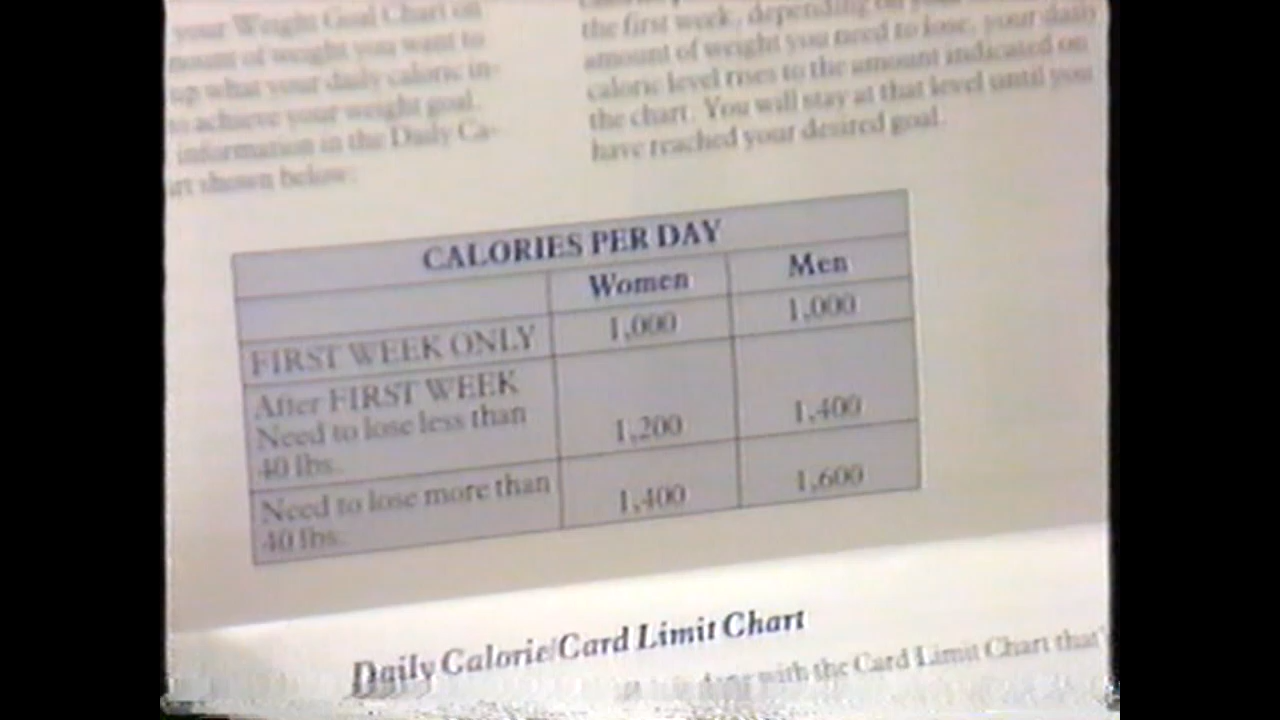 your Weight Goal Chart on
mount of weight you want to
up what your daily caloric in-
to achieve your weight goal.
information in the Daily Ca-
art shown below:
the first week, depending on
amount of weight you need to lose, your daily
caloric level rises to the amount indicated on
the chart. You will stay at that level until you
have reached your desired goal.
CALORIES PER DAY
Women Men
FIRST WEEK ONLY 1,000 1,000
After FIRST WEEK
Need to lose less than
40 lbs. 1,200 1,400
Need to lose more than
40 lbs. 1,400 1,600
Daily Calorie/Card Limit Chart
with the Card Limit Chart that